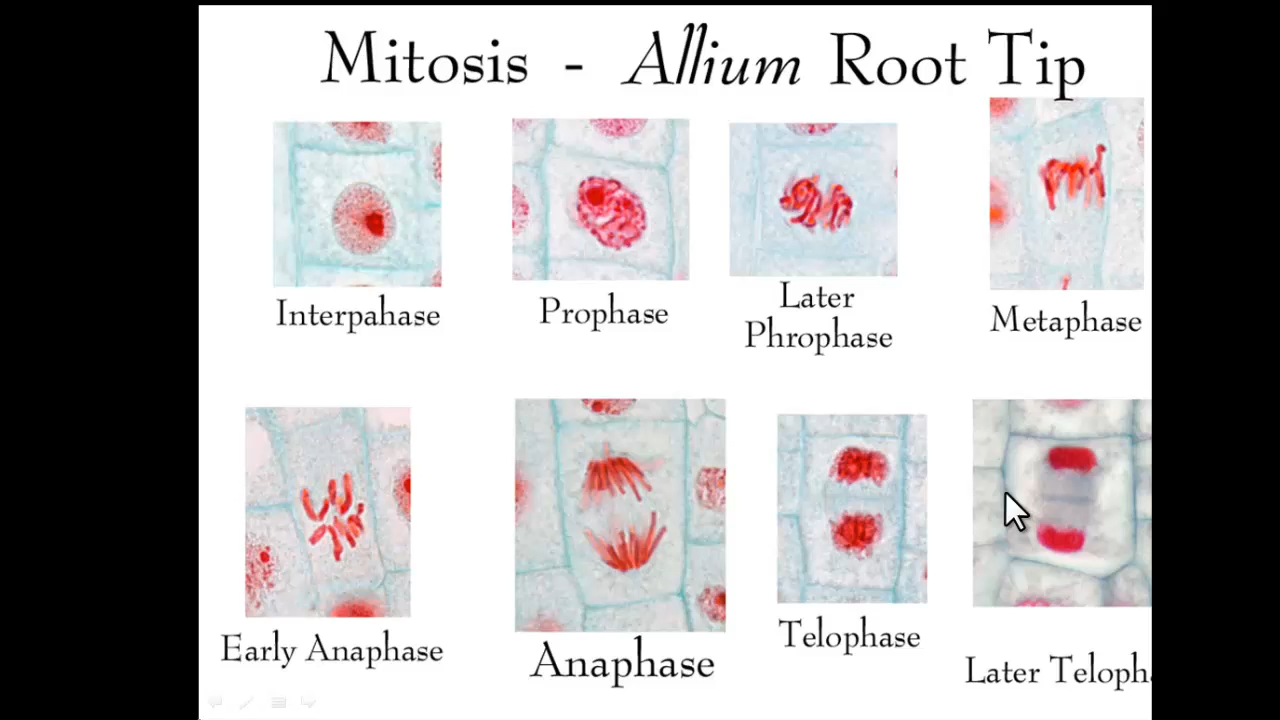 Mitosis - Allium Root Tip
Interpahase
Prophase
Later
Phrophase
Metaphase
Early Anaphase
Anaphase
Telophase
Later Teloph